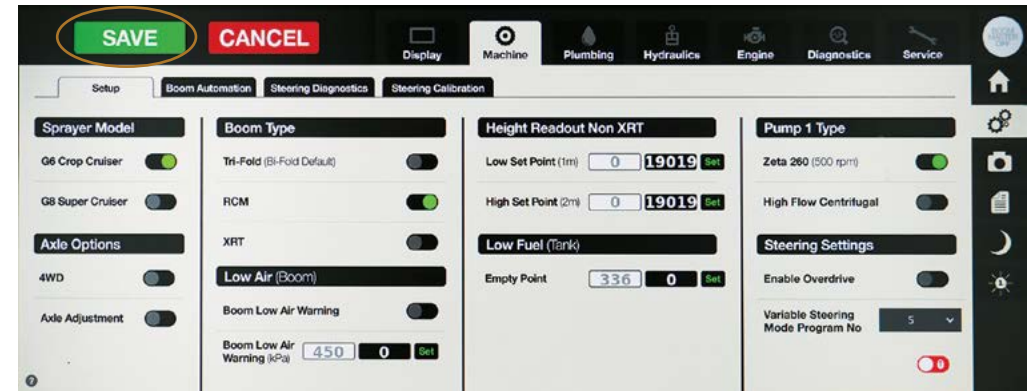 SAVE
CANCEL
Display
Machine
Plumbing
Hydraulics
Engine
Diagnostics
Service
Setup
Boom Automation
Steering Diagnostics
Steering Calibration
Sprayer Model
G6 Crop Cruiser
G8 Super Cruiser
Axle Options
4WD
Axle Adjustment
Boom Type
Tri-Fold (Bi-Fold Default)
RCM
XRT
Low Air (Boom)
Boom Low Air Warning
Boom Low Air
Warning (kPa) 450 0 Set
Height Readout Non XRT
Low Set Point (1m) 0 19019 Set
High Set Point (2m) 0 19019 Set
Low Fuel (Tank)
Empty Point 336 0 Set
Pump 1 Type
Zeta 260 (500 rpm)
High Flow Centrifugal
Steering Settings
Enable Overdrive
Variable Steering
Mode Program No 5
?